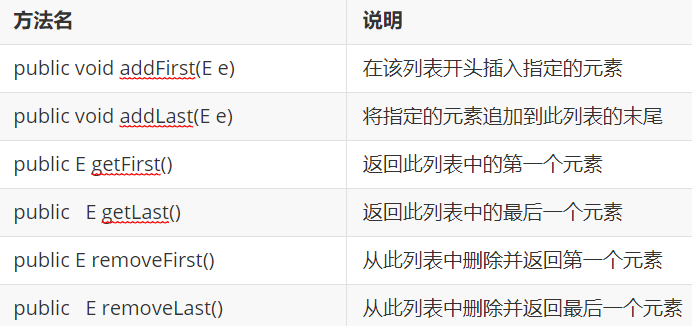 方法名 说明
public void addFirst(E e) 在该列表开头插入指定的元素
public void addLast(E e) 将指定的元素追加到此列表的末尾
public E getFirst() 返回此列表中的第一个元素
public   E getLast() 返回此列表中的最后一个元素
public E removeFirst() 从此列表中删除并返回第一个元素
public   E removeLast() 从此列表中删除并返回最后一个元素